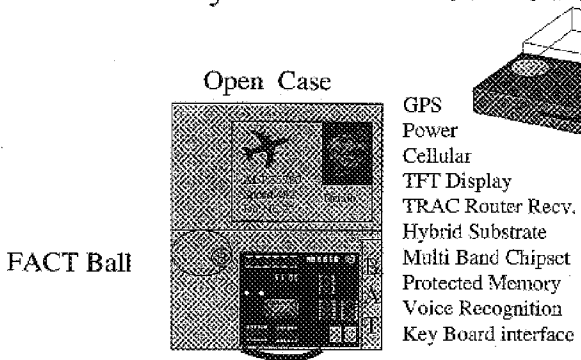 Open Case
GPS
Power
Cellular
TFT Display
TRAC Router Recv.
Hybrid Substrate
Multi Band Chipset
Protected Memory
Voice Recognition
Key Board interface
FACT Ball
B
A
T